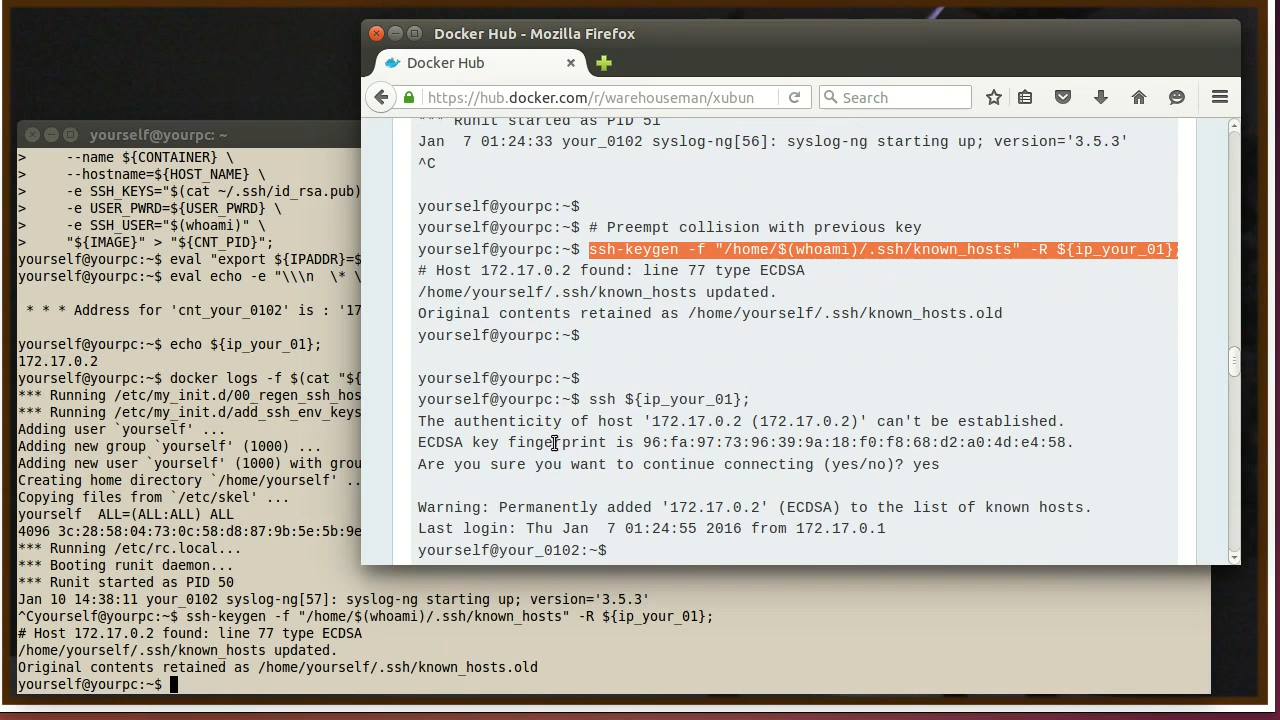 Docker Hub - Mozilla Firefox
Docker Hub
https://hub.docker.com/r/warehouseman/xubun
Search
*** Runit started as PID 51
Jan  7 01:24:33 your_0102 syslog-ng[56]: syslog-ng starting up; version='3.5.3'
^C
yourself@yourpc:~$
yourself@yourpc:~$ # Preempt collision with previous key
yourself@yourpc:~$ ssh-keygen -f "/home/$(whoami)/.ssh/known_hosts" -R ${ip_your_01};
# Host 172.17.0.2 found: line 77 type ECDSA
/home/yourself/.ssh/known_hosts updated.
Original contents retained as /home/yourself/.ssh/known_hosts.old
yourself@yourpc:~$
yourself@yourpc:~$
yourself@yourpc:~$ ssh ${ip_your_01};
The authenticity of host '172.17.0.2 (172.17.0.2)' can't be established.
ECDSA key fingerprint is 96:fa:97:73:96:39:9a:18:f0:f8:68:d2:a0:4d:e4:58.
Are you sure you want to continue connecting (yes/no)? yes
Warning: Permanently added '172.17.0.2' (ECDSA) to the list of known hosts.
Last login: Thu Jan  7 01:24:55 2016 from 172.17.0.1
yourself@your_0102:~$
yourself@yourpc: ~
>     --name ${CONTAINER} \
>     --hostname=${HOST_NAME} \
>     -e SSH_KEYS="$(cat ~/.ssh/id_rsa.pub)
>     -e USER_PWD=${USER_PWD} \
>     -e SSH_USER="$(whoami)" \
>     "${IMAGE}" > "${CNT_PID}";
yourself@yourpc:~$ eval "export ${IPADDR}=$
yourself@yourpc:~$ eval echo -e "\\\n  \* \
* * * Address for 'cnt_your_0102' is : '17
yourself@yourpc:~$ echo ${ip_your_01};
172.17.0.2
yourself@yourpc:~$ docker logs -f $(cat "${
*** Running /etc/my_init.d/00_regen_ssh_hos
*** Running /etc/my_init.d/add_ssh_env_keys
Adding user `yourself' ...
Adding new group `yourself' (1000) ...
Adding new user `yourself' (1000) with grou
Creating home directory `/home/yourself' ..
Copying files from `/etc/skel' ...
yourself  ALL=(ALL:ALL) ALL
4096 3c:28:58:04:73:0c:58:d8:87:9b:5e:5b:9e
*** Running /etc/rc.local...
*** Booting runit daemon...
*** Runit started as PID 50
Jan 10 14:38:11 your_0102 syslog-ng[57]: syslog-ng starting up; version='3.5.3'
^Cyourself@yourpc:~$ ssh-keygen -f "/home/$(whoami)/.ssh/known_hosts" -R ${ip_your_01};
# Host 172.17.0.2 found: line 77 type ECDSA
/home/yourself/.ssh/known_hosts updated.
Original contents retained as /home/yourself/.ssh/known_hosts.old
yourself@yourpc:~$